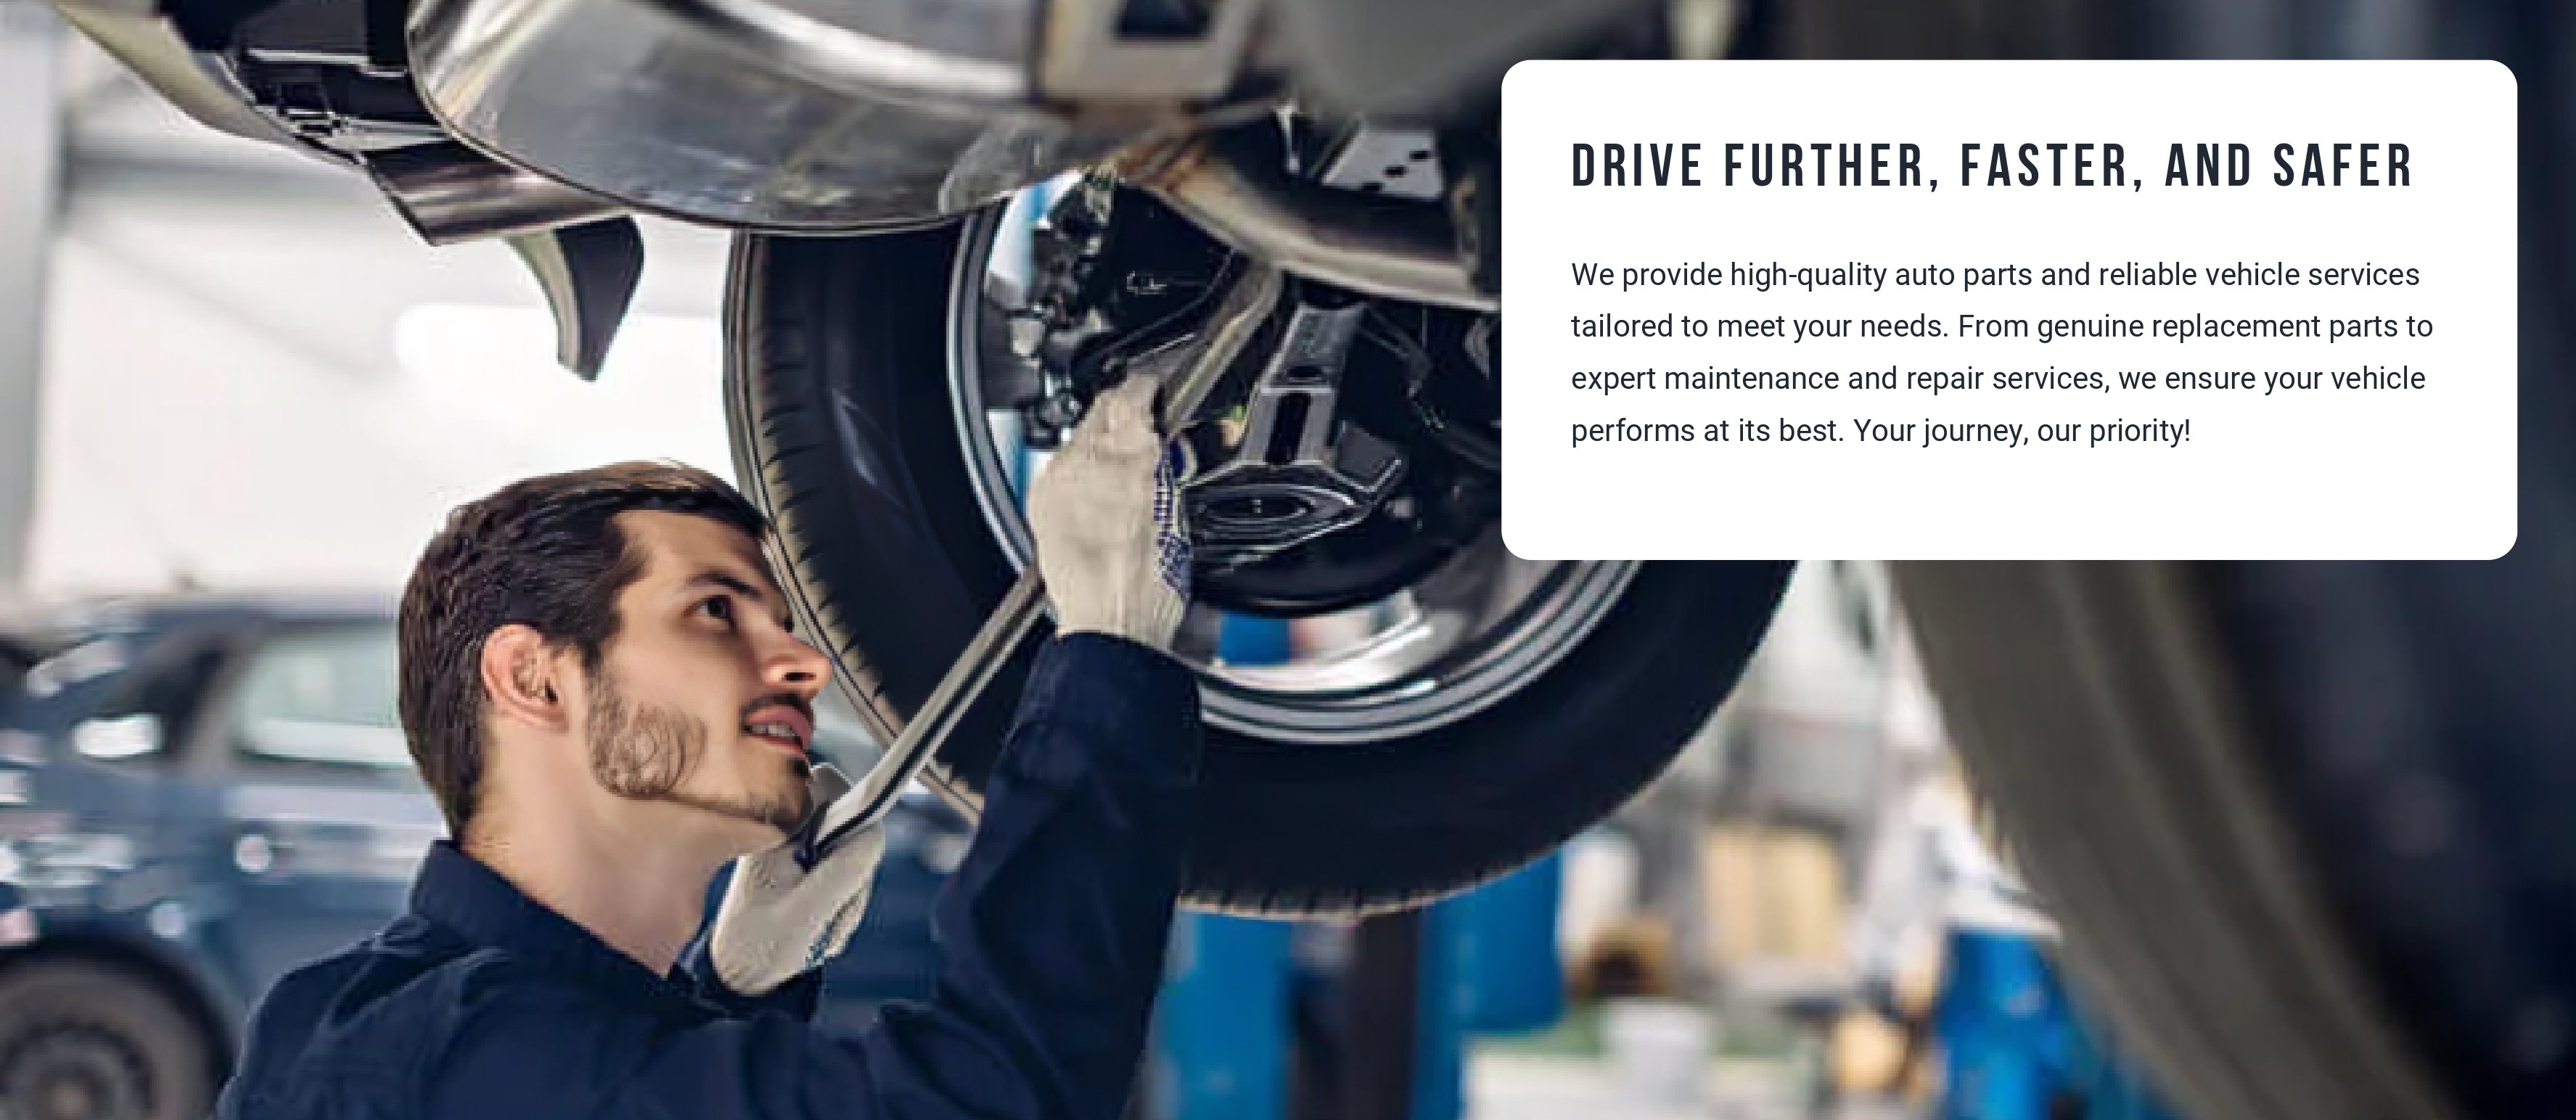 DRIVE FURTHER, FASTER, AND SAFER
We provide high-quality auto parts and reliable vehicle services
tailored to meet your needs. From genuine replacement parts to
expert maintenance and repair services, we ensure your vehicle
performs at its best. Your journey, our priority!